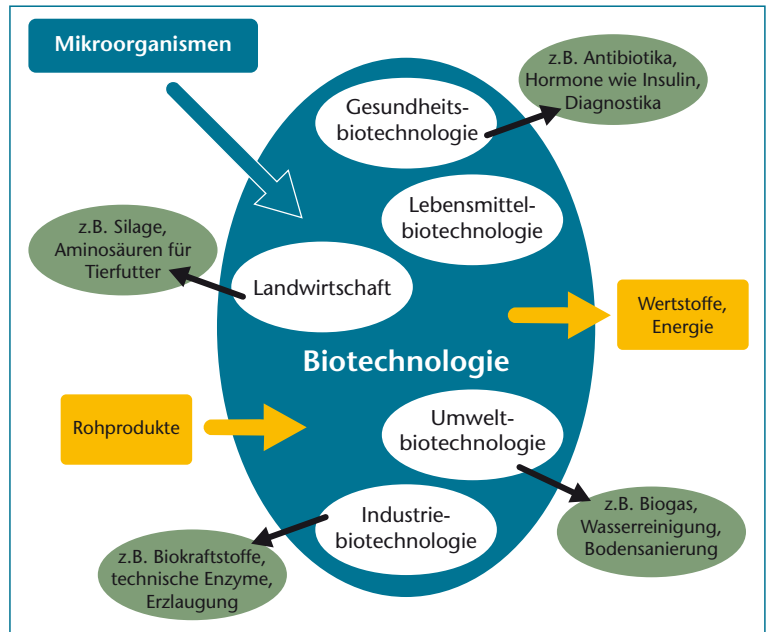 Mikroorganismen
z.B. Antibiotika,
Hormone wie Insulin,
Diagnostika
Gesundheits-
biotechnologie
Lebensmittel-
biotechnologie
z.B. Silage,
Aminosäuren für
Tierfutter
Landwirtschaft
Wertstoffe,
Energie
Biotechnologie
Rohprodukte
Umwelt-
biotechnologie
z.B. Biogas,
Wasserreinigung,
Bodensanierung
Industrie-
biotechnologie
z.B. Biokraftstoffe,
technische Enzyme,
Erzlaugung